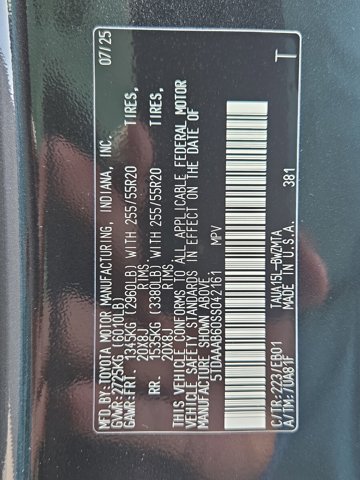 MFD.BY:TOYOTA MOTOR MANUFACTURING, INDIANA, INC. 07/25
GVWR:2725KG (6010LB)
GAWR:FRT. 1345KG (2960LB) WITH 255/55R20 TIRES,
20X8J RIMS
RR. 1535KG (3380LB) WITH 255/55R20 TIRES,
20X8J RIMS
THIS VEHICLE CONFORMS TO ALL APPLICABLE FEDERAL MOTOR
VEHICLE SAFETY STANDARDS IN EFFECT ON THE DATE OF
MANUFACTURE SHOWN ABOVE.
5TDAAAB60SS042161 MPV
C/TR:2237/EB01 TAUA15L-BWZMTA T
A/TM:/UA81F MADE IN U.S.A. 381